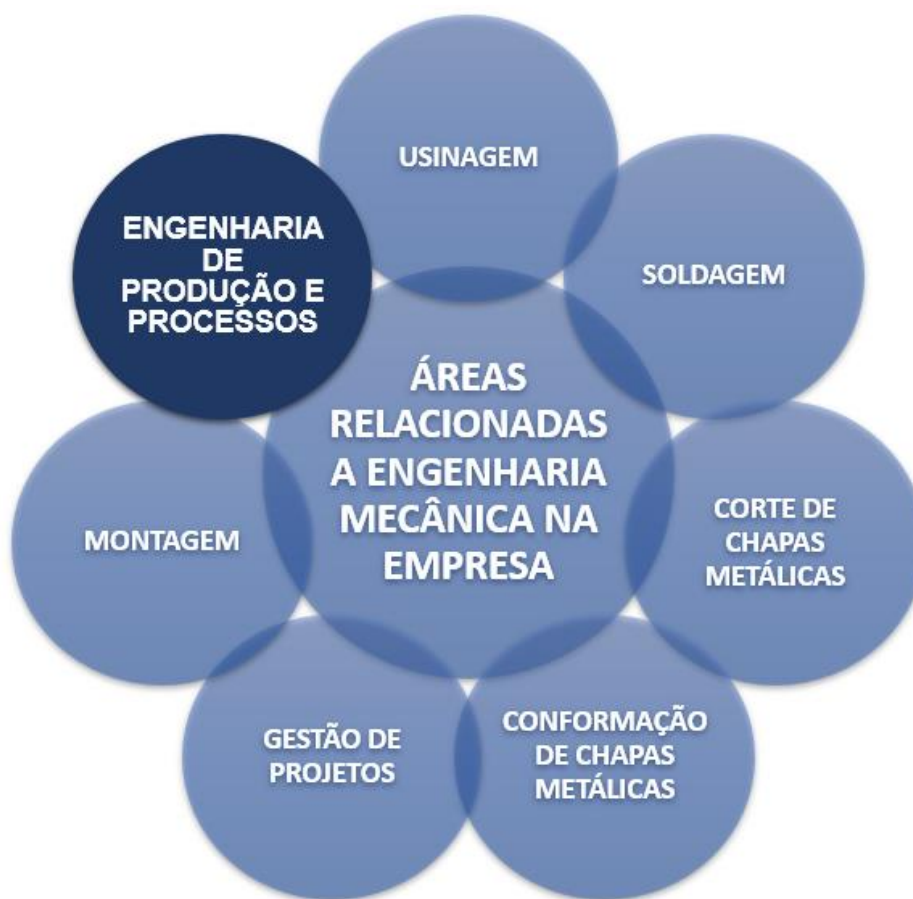 USINAGEM
SOLDAGEM
CORTE DE
CHAPAS
METÁLICAS
CONFORMAÇÃO
DE CHAPAS
METÁLICAS
GESTÃO DE
PROJETOS
MONTAGEM
ENGENHARIA
DE
PRODUÇÃO E
PROCESSOS
ÁREAS
RELACIONADAS
A ENGENHARIA
MECÂNICA NA
EMPRESA